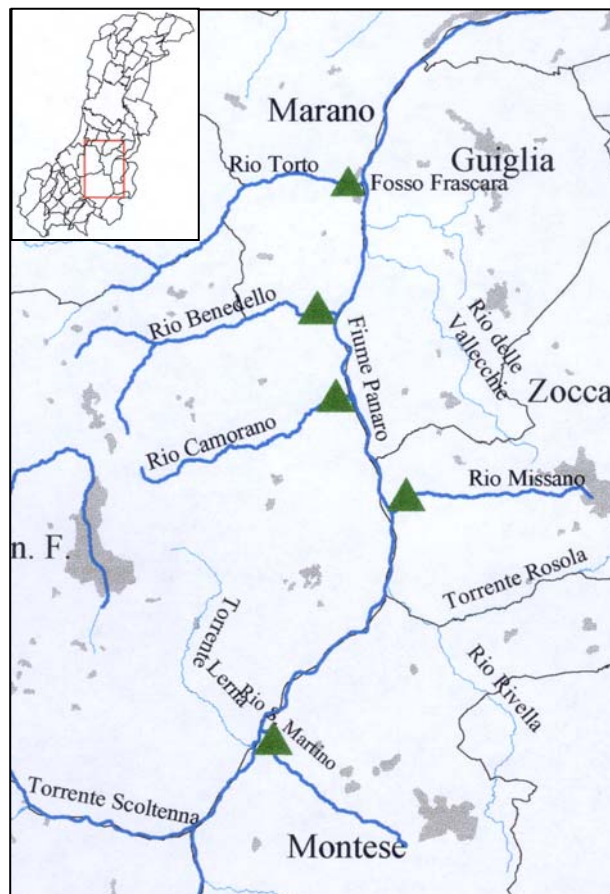 Marano
Guiglia
Rio Torto
Fosso Frascara
Rio Benedello
Fiume Panaro
Rio delle
Vallecchie
Zocca
Rio Camorano
Rio Missano
n. F.
Torrente Rosola
Torrente Lerna
Rio Rivella
Rio S. Martino
Torrente Scoltenna
Montese